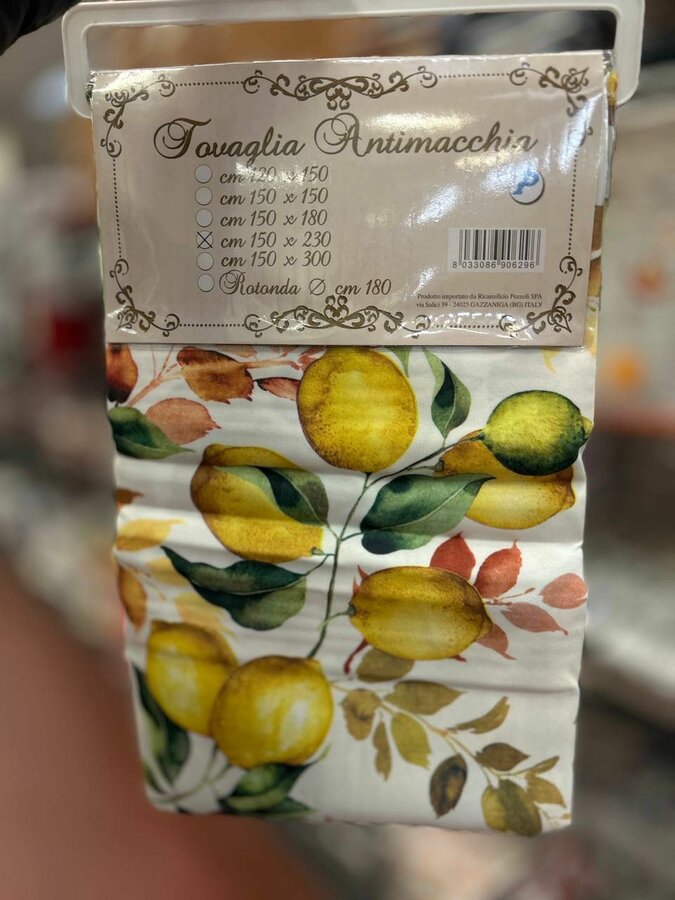 Tovaglia Antimacchia
cm 120 x 150
cm 150 x 150
cm 150 x 180
cm 150 x 230
cm 150 x 300
Rotonda Ø cm 180
8 033086 906296
Prodotto importato da Ricamificio Pezzoli SPA
via Salici 39 - 24025 GAZZANIGA (BG) ITALY